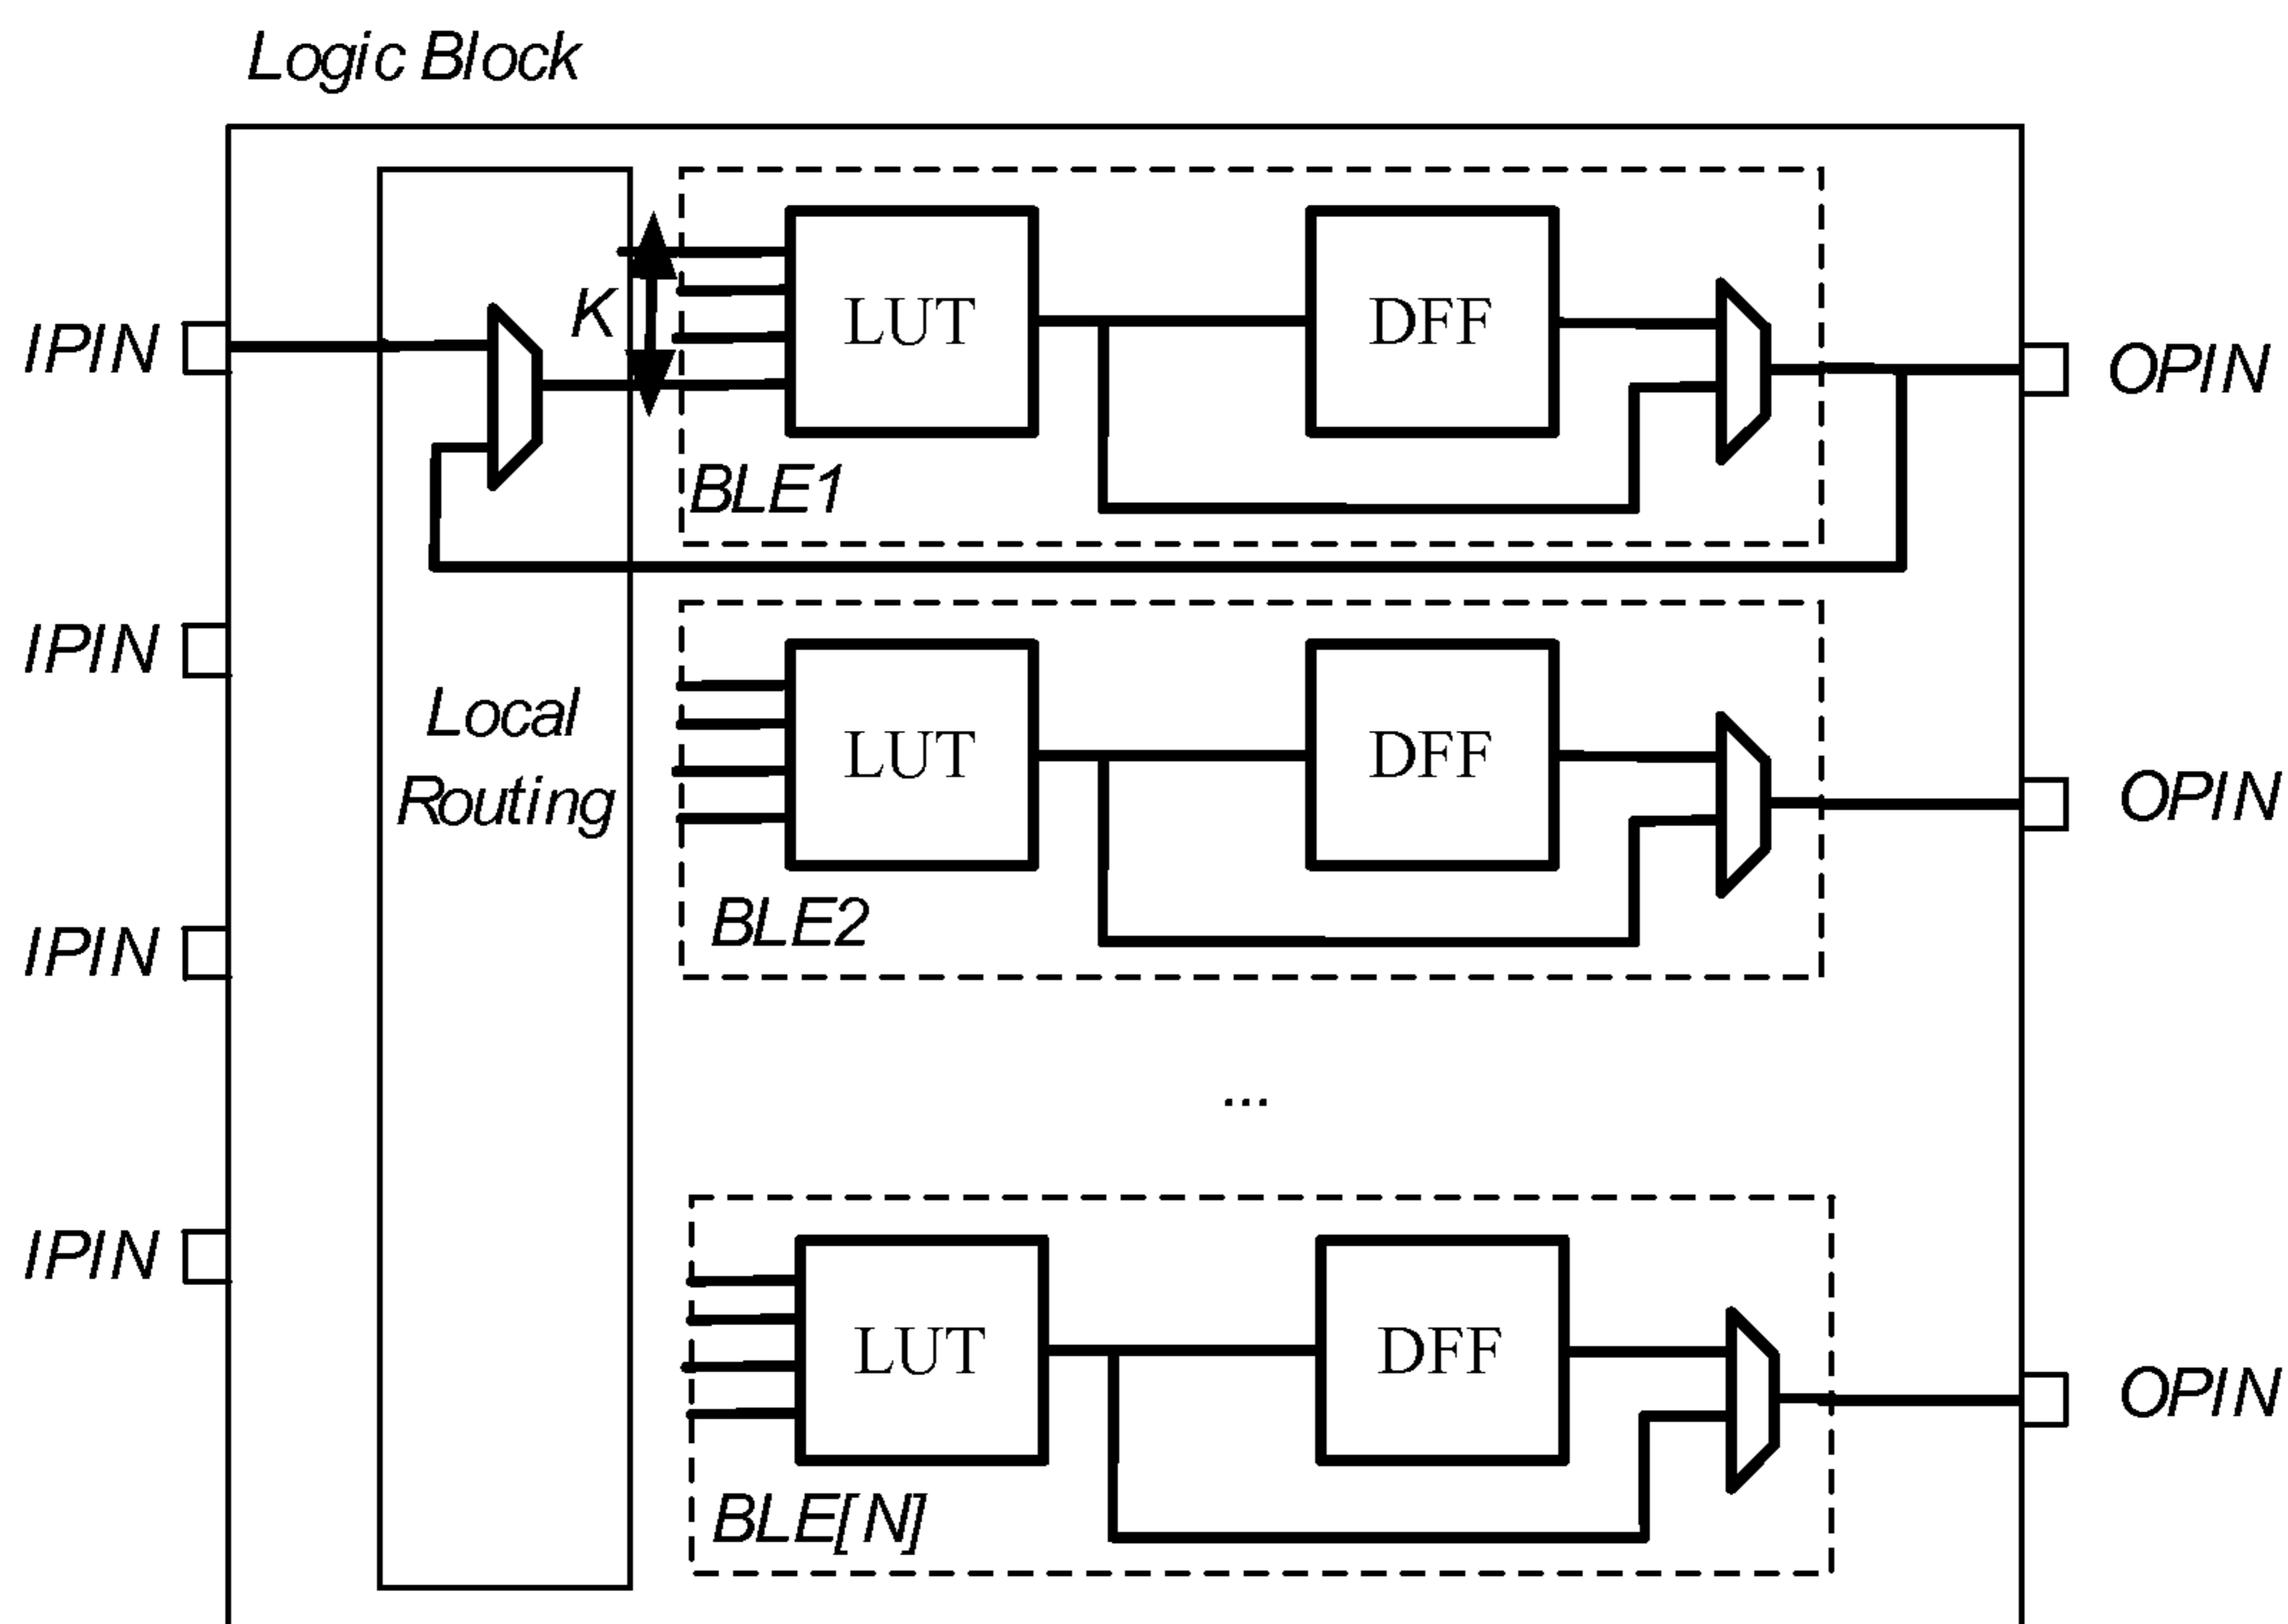 Logic Block
IPIN
K
LUT
DFF
OPIN
BLE1
IPIN
Local
Routing
LUT
DFF
OPIN
BLE2
IPIN
...
IPIN
LUT
DFF
OPIN
BLE[N]